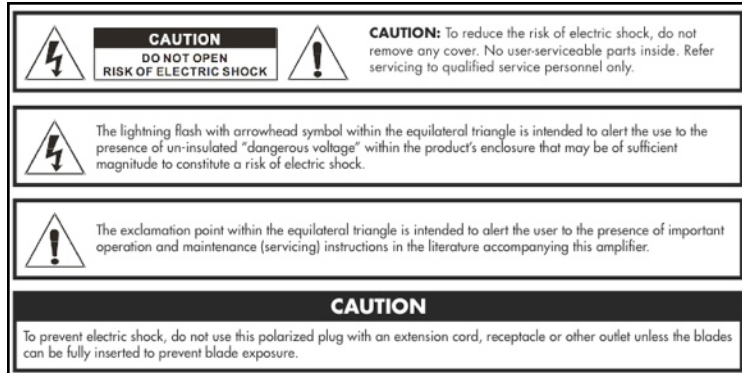 CAUTION
DO NOT OPEN
RISK OF ELECTRIC SHOCK
CAUTION: To reduce the risk of electric shock, do not
remove any cover. No user-serviceable parts inside. Refer
servicing to qualified service personnel only.
The lightning flash with arrowhead symbol within the equilateral triangle is intended to alert the use to the
presence of un-insulated “dangerous voltage” within the product’s enclosure that may be of sufficient
magnitude to constitute a risk of electric shock.
The exclamation point within the equilateral triangle is intended to alert the user to the presence of important
operation and maintenance (servicing) instructions in the literature accompanying this amplifier.
CAUTION
To prevent electric shock, do not use this polarized plug with an extension cord, receptacle or other outlet unless the blades
can be fully inserted to prevent blade exposure.